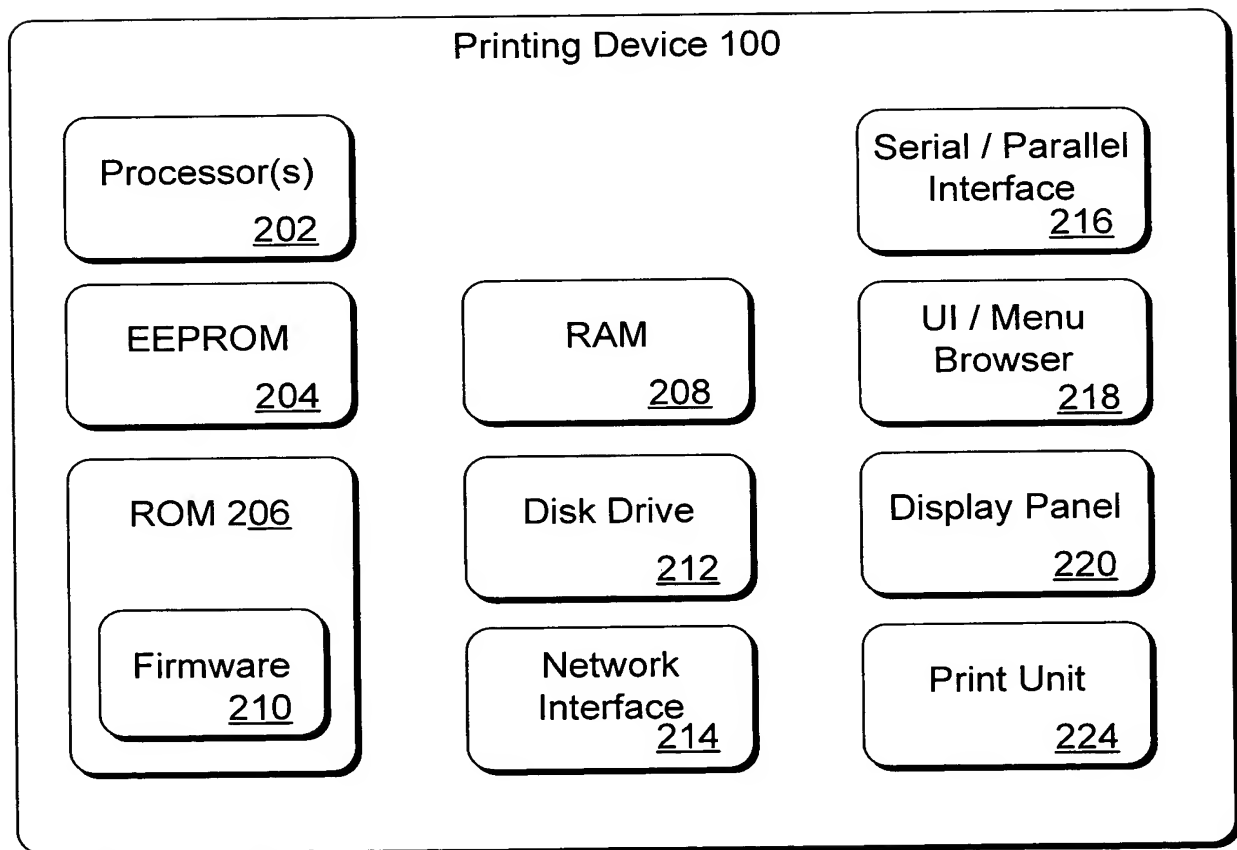 Printing Device 100
Processor(s)
202
EEPROM
204
ROM 206
Firmware
210
RAM
208
Disk Drive
212
Network
Interface
214
Serial / Parallel
Interface
216
UI / Menu
Browser
218
Display Panel
220
Print Unit
224